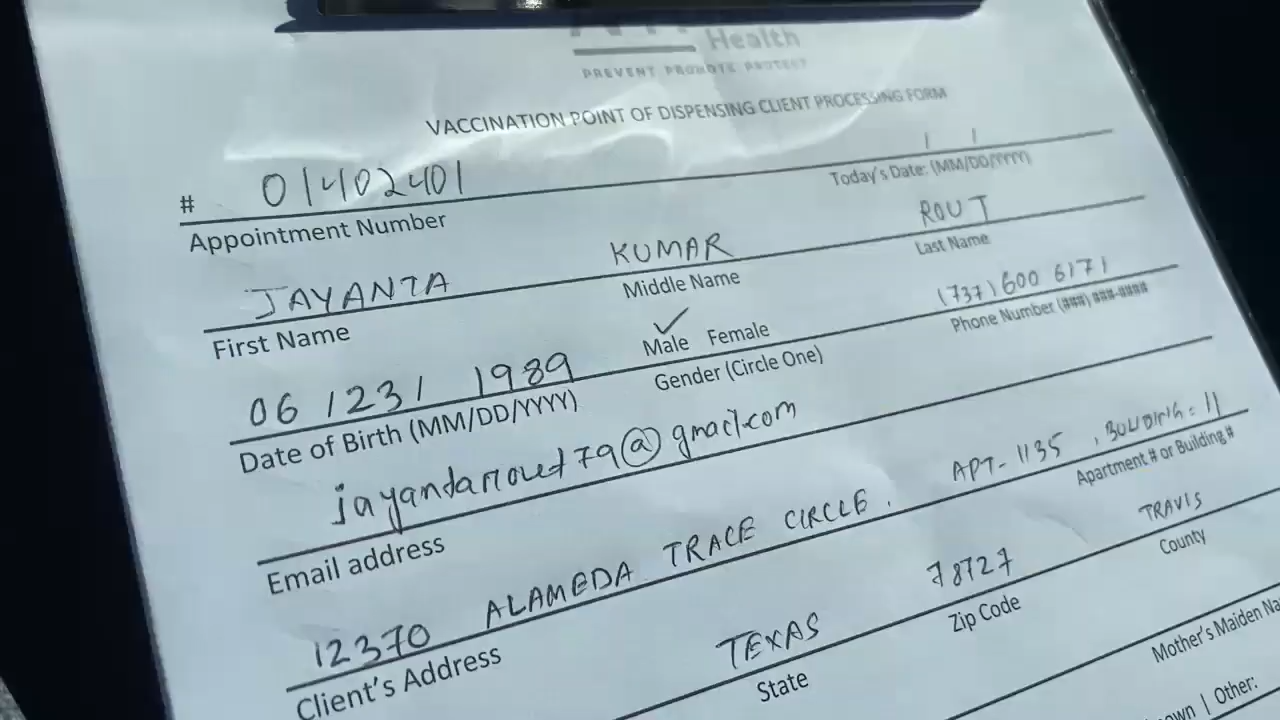 Health
PREVENT PROMOTE PROTECT
VACCINATION POINT OF DISPENSING CLIENT PROCESSING FORM
# 01402401 / /
Appointment Number Today's Date: (MM/DD/YYYY)
JAYANTA KUMAR ROUT
First Name Middle Name Last Name
06 / 23 / 1989 ✓ Male Female (737) 600 6171
Date of Birth (MM/DD/YYYY) Gender (Circle One) Phone Number (###) ###-####
jayantarout79@gmail.com
Email address
12370 ALAMEDA TRACE CIRCLE. APT-1135, : 11
Client's Address Apartment # or Building #
TEXAS 78727 TRAVIS
State Zip Code County
Mother's Maiden
| Other: